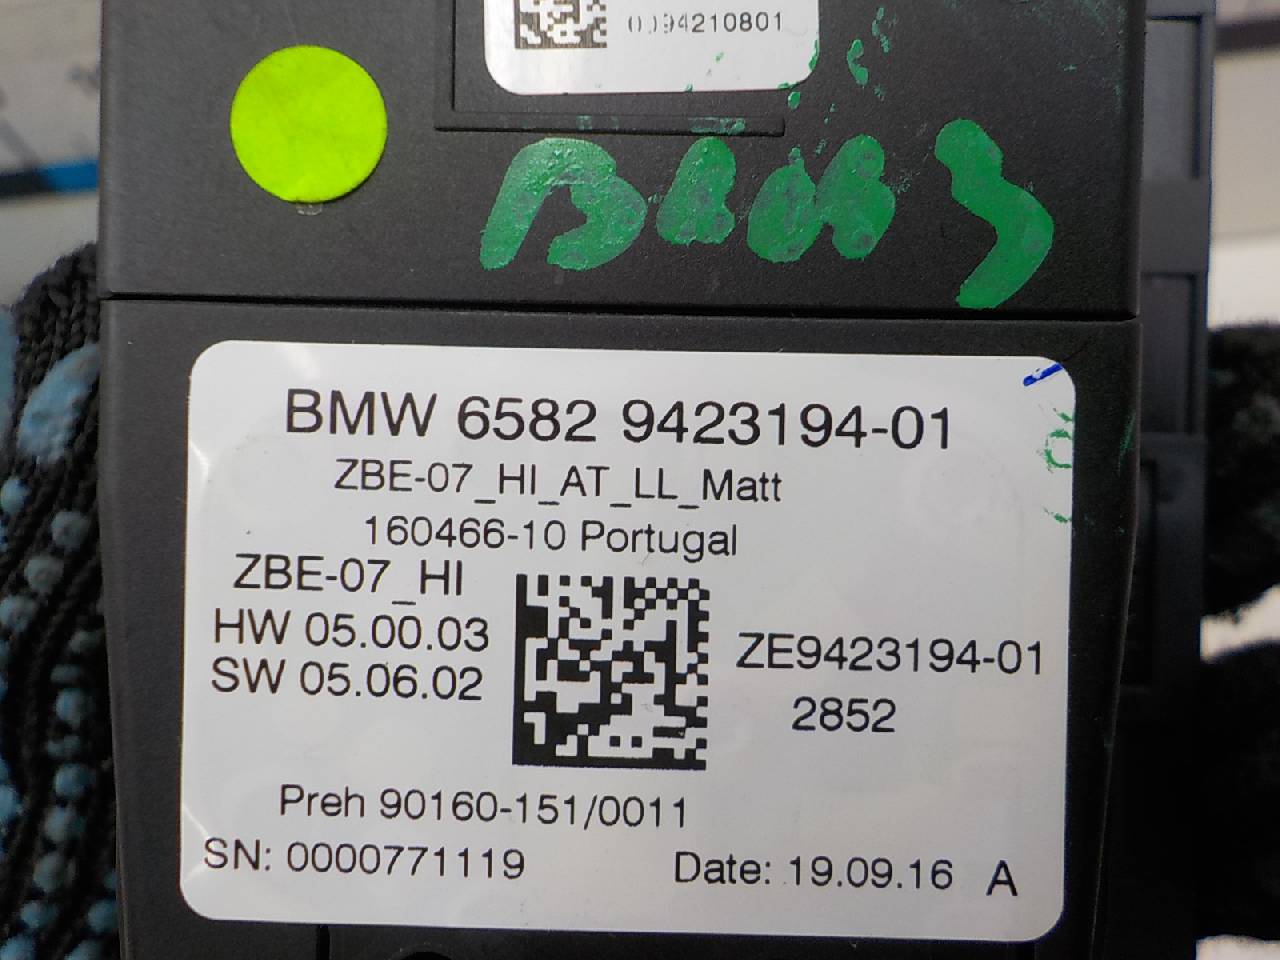 BMW 6582 9423194-01
ZBE-07_HI_AT_LL_Matt
160466-10 Portugal
ZBE-07_HI
HW 05.00.03
SW 05.06.02
ZE9423194-01
2852
Preh 90160-151/0011
SN: 0000771119
Date: 19.09.16 A